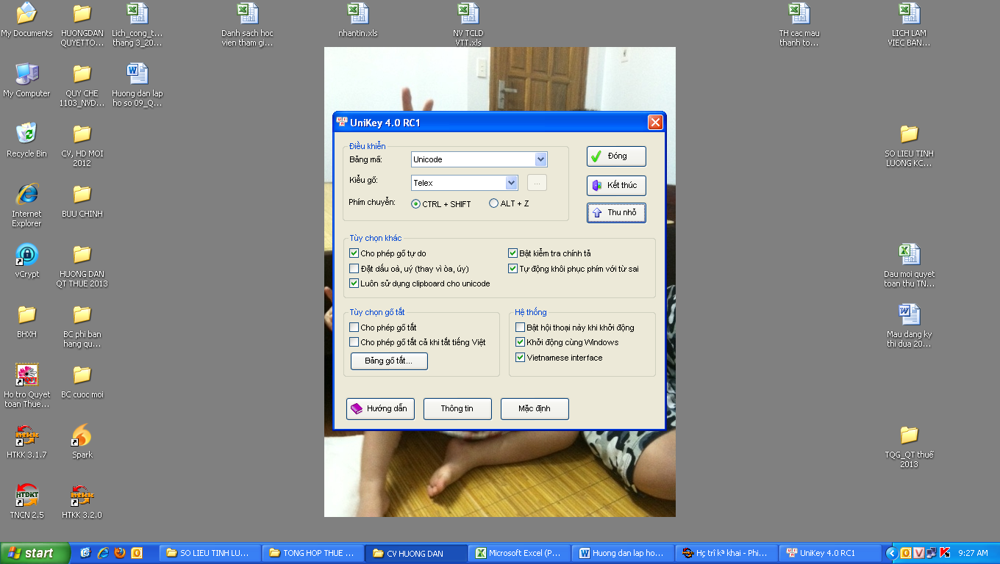 My Documents
HUONGDAN
QUYETTO...
Lich_cong_t...
thang 3_20...
Danh sach hoc
vien tham gi...
nhantin.xls
NV TCLD
VTT.xls
TH cac mau
thanh to...
LICH LAM
VIEC BAN...
My Computer
QUY CHE
1103_NVD...
Huong dan lap
ho so 09_Q...
Recycle Bin
CV, HD MOI
2012
SO LIEU TINH
LUONG KC...
Internet
Explorer
BUU CHINH
vCrypt
HUONG DAN
QT THUE 2013
Dau moi quyet
toan thu TN...
BHXH
BC phi ban
hang qu...
Mau dang ky
thi dua 20...
Ho tro Quyet
toan Thue...
BC cuoc moi
HTKK 3.1.7
Spark
TQG_QT thuế
2013
TNCN 2.5
HTKK 3.2.0
UniKey 4.0 RC1
Điều khiển
Bảng mã:
Unicode
Đóng
Kiểu gõ:
Telex
...
Kết thúc
Phím chuyển:
CTRL + SHIFT
ALT + Z
Thu nhỏ
Tùy chọn khác
Cho phép gõ tự do
Bật kiểm tra chính tả
Đặt dấu oà, uý (thay vì òa, úy)
Tự động khôi phục phím với từ sai
Luôn sử dụng clipboard cho unicode
Tùy chọn gõ tắt
Cho phép gõ tắt
Cho phép gõ tắt cả khi tắt tiếng Việt
Bảng gõ tắt...
Hệ thống
Bật hội thoại này khi khởi động
Khởi động cùng Windows
Vietnamese interface
Hướng dẫn
Thông tin
Mặc định
start
SO LIEU TINH LU...
TONG HOP THUE ...
CV HUONG DAN
Microsoft Excel (P...
Huong dan lap ho...
Hç trî kª khai - Phi...
UniKey 4.0 RC1
9:27 AM